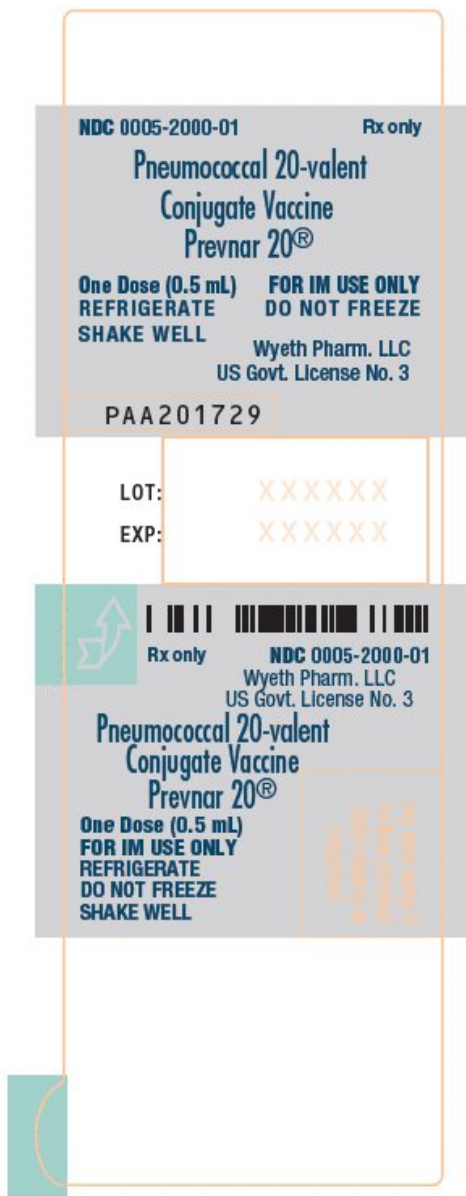 NDC 0005-2000-01 Rx only
Pneumococcal 20-valent
Conjugate Vaccine
Prevnar 20®
One Dose (0.5 mL) FOR IM USE ONLY
REFRIGERATE DO NOT FREEZE
SHAKE WELL
Wyeth Pharm. LLC
US Govt. License No. 3
PAA201729
LOT: XXXXXX
EXP: XXXXXX
Rx only NDC 0005-2000-01
Wyeth Pharm. LLC
US Govt. License No. 3
Pneumococcal 20-valent
Conjugate Vaccine
Prevnar 20®
One Dose (0.5 mL)
FOR IM USE ONLY
REFRIGERATE
DO NOT FREEZE
SHAKE WELL